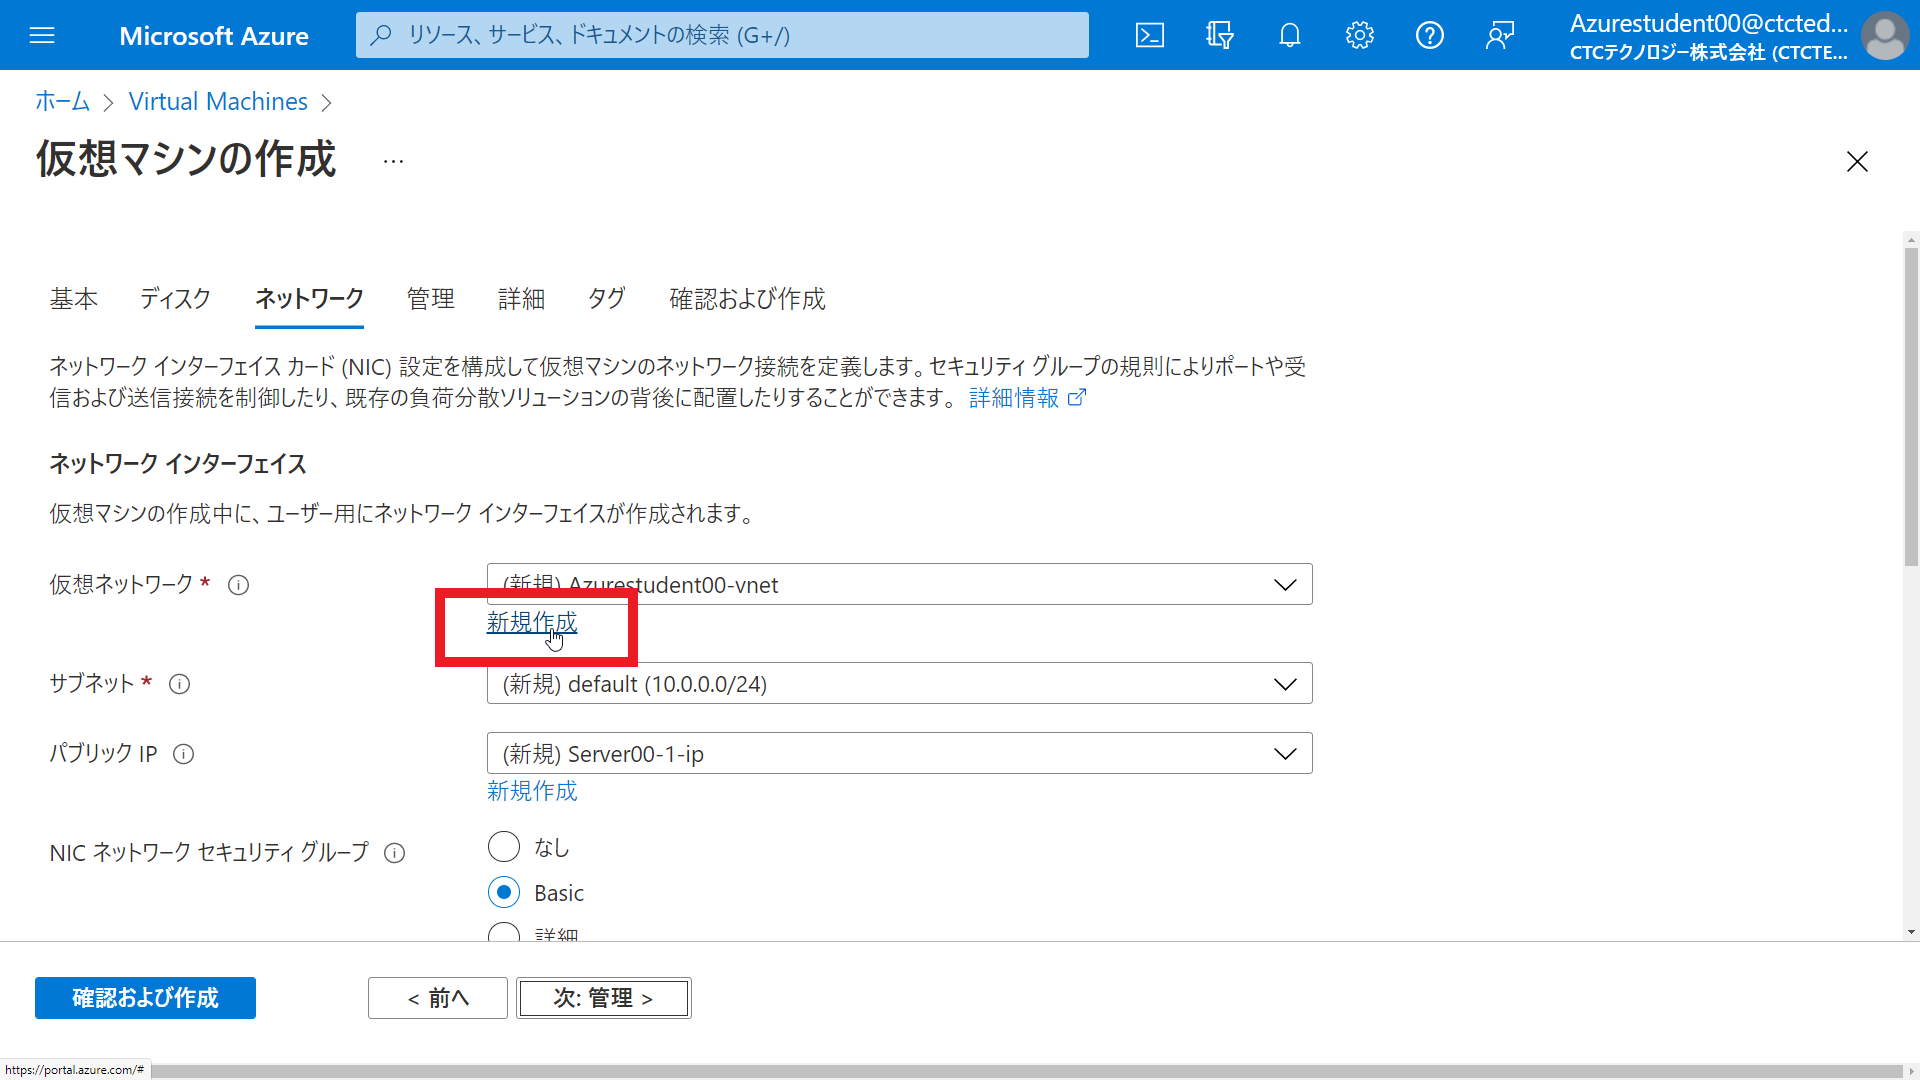 Microsoft Azure
リソース、サービス、ドキュメントの検索 (G+/)
Azurestudent00@ctcted...
CTCテクノロジー株式会社 (CTCTE...
ホーム > Virtual Machines >
仮想マシンの作成 ...
基本 ディスク ネットワーク 管理 詳細 タグ 確認および作成
ネットワーク インターフェイス カード (NIC) 設定を構成して仮想マシンのネットワーク接続を定義します。セキュリティ グループの規則によりポートや受
信および送信接続を制御したり、既存の負荷分散ソリューションの背後に配置したりすることができます。 詳細情報
ネットワーク インターフェイス
仮想マシンの作成中に、ユーザー用にネットワーク インターフェイスが作成されます。
仮想ネットワーク * (新規) Azurestudent00-vnet
新規作成
サブネット * (新規) default (10.0.0.0/24)
パブリック IP (新規) Server00-1-ip
新規作成
NIC ネットワーク セキュリティ グループ なし
Basic
詳細
確認および作成 < 前へ 次: 管理 >
https://portal.azure.com/#